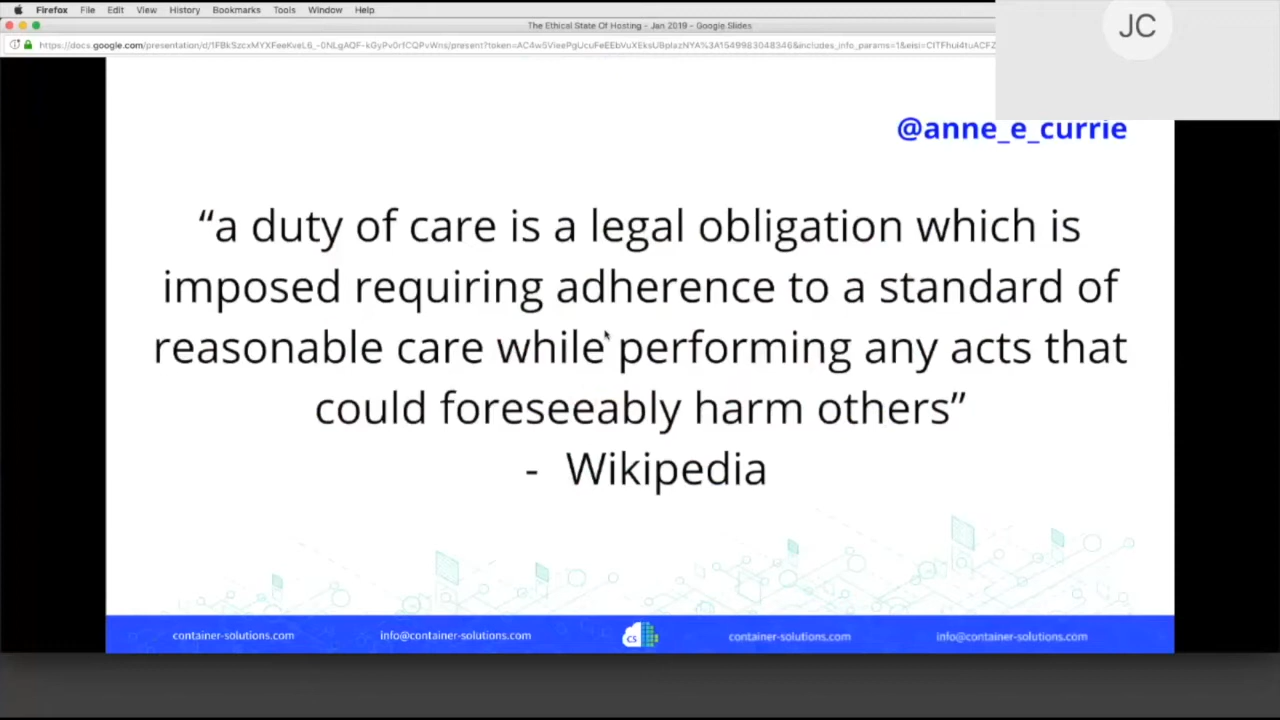 Firefox File Edit View History Bookmarks Tools Window Help
The Ethical State Of Hosting - Jan 2019 - Google Slides
JC
@anne_e_currie
“a duty of care is a legal obligation which is
imposed requiring adherence to a standard of
reasonable care while performing any acts that
could foreseeably harm others”
- Wikipedia
container-solutions.com info@container-solutions.com CS container-solutions.com info@container-solutions.com